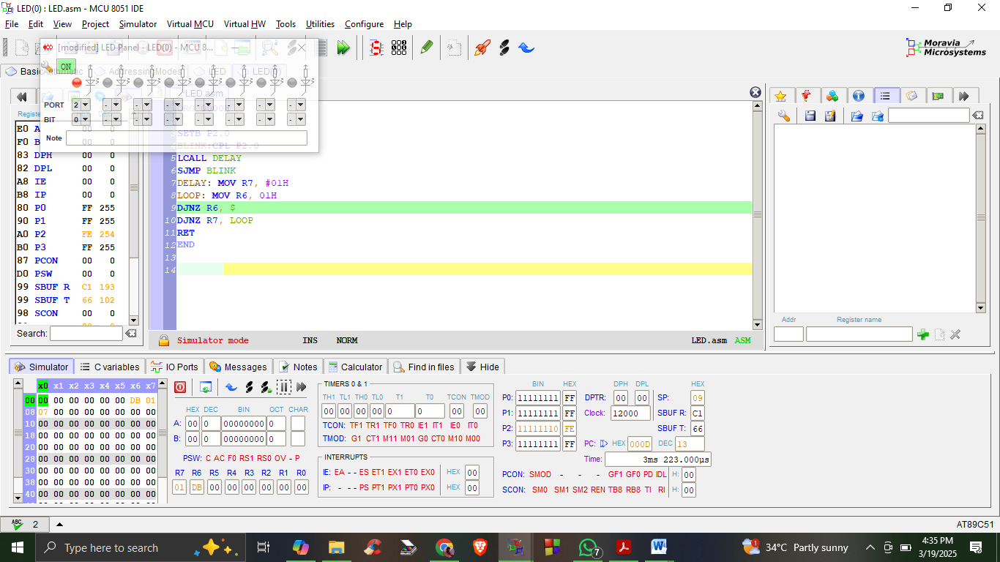 LED(0) : LED.asm - MCU 8051 IDE
File Edit View Project Simulator Virtual MCU Virtual HW Tools Utilities Configure Help
[modified] LED Panel - LED(0) - MCU 8...
Moravia
Microsystems
ON
BasicArithmetic AddressingModes LED LED(0)
LED.asm
PORT 2 - - - - - - -
BIT 0 - - - - - - -
Note
Registe
E0 A 00 0
F0 B 00 0
83 DPH 00 0
82 DPL 00 0
A8 IE 00 0
B8 IP 00 0
80 P0 FF 255
90 P1 FF 255
A0 P2 FE 254
B0 P3 FF 255
87 PCON 00 0
D0 PSW 00 0
99 SBUF R C1 193
99 SBUF T 66 102
98 SCON 00 0
Search:
SETB P2.0
BLINK:CPL P2.0
5 LCALL DELAY
6 SJMP BLINK
7 DELAY: MOV R7, #01H
8 LOOP: MOV R6, 01H
9 DJNZ R6, $
10 DJNZ R7, LOOP
11 RET
12 END
13
14
Simulator mode INS NORM LED.asm ASM
Addr Register name
Simulator C variables IO Ports Messages Notes Calculator Find in files Hide
x0 x1 x2 x3 x4 x5 x6 x7
00 00 00 00 00 00 00 DB 01
08 07 00 00 00 00 00 00 00
10 00 00 00 00 00 00 00 00
18 00 00 00 00 00 00 00 00
20 00 00 00 00 00 00 00 00
28 00 00 00 00 00 00 00 00
30 00 00 00 00 00 00 00 00
38 00 00 00 00 00 00 00 00
40 00 00 00 00 00 00 00 00
HEX DEC BIN OCT CHAR
A: 00 0 00000000 0
B: 00 0 00000000 0
PSW: C AC F0 RS1 RS0 OV - P
R7 R6 R5 R4 R3 R2 R1 R0
01 DB 00 00 00 00 00 00
TIMERS 0 & 1
TH1 TL1 TH0 TL0 T1 T0 TCON TMOD
00 00 00 00 0 0 00 00
TCON: TF1 TR1 TF0 TR0 IE1 IT1 IE0 IT0
TMOD: G1 CT1 M11 M01 G0 CT0 M10 M00
INTERRUPTS
IE: EA - - ES ET1 EX1 ET0 EX0 HEX 00
IP: - - - PS PT1 PX1 PT0 PX0 HEX 00
BIN HEX
P0: 11111111 FF
P1: 11111111 FF
P2: 11111110 FE
P3: 11111111 FF
DPH DPL HEX
DPTR: 00 00 SP: 09
Clock: 12000 SBUF R: C1
SBUF T: 66
PC: HEX 000D DEC 13
Time: 3ms 223.000µs
PCON: SMOD - - - GF1 GF0 PD IDL H: 00
SCON: SM0 SM1 SM2 REN TB8 RB8 TI RI H: 00
ABC 2
AT89C51
Type here to search
1
7
34°C Partly sunny
4:35 PM
3/19/2025